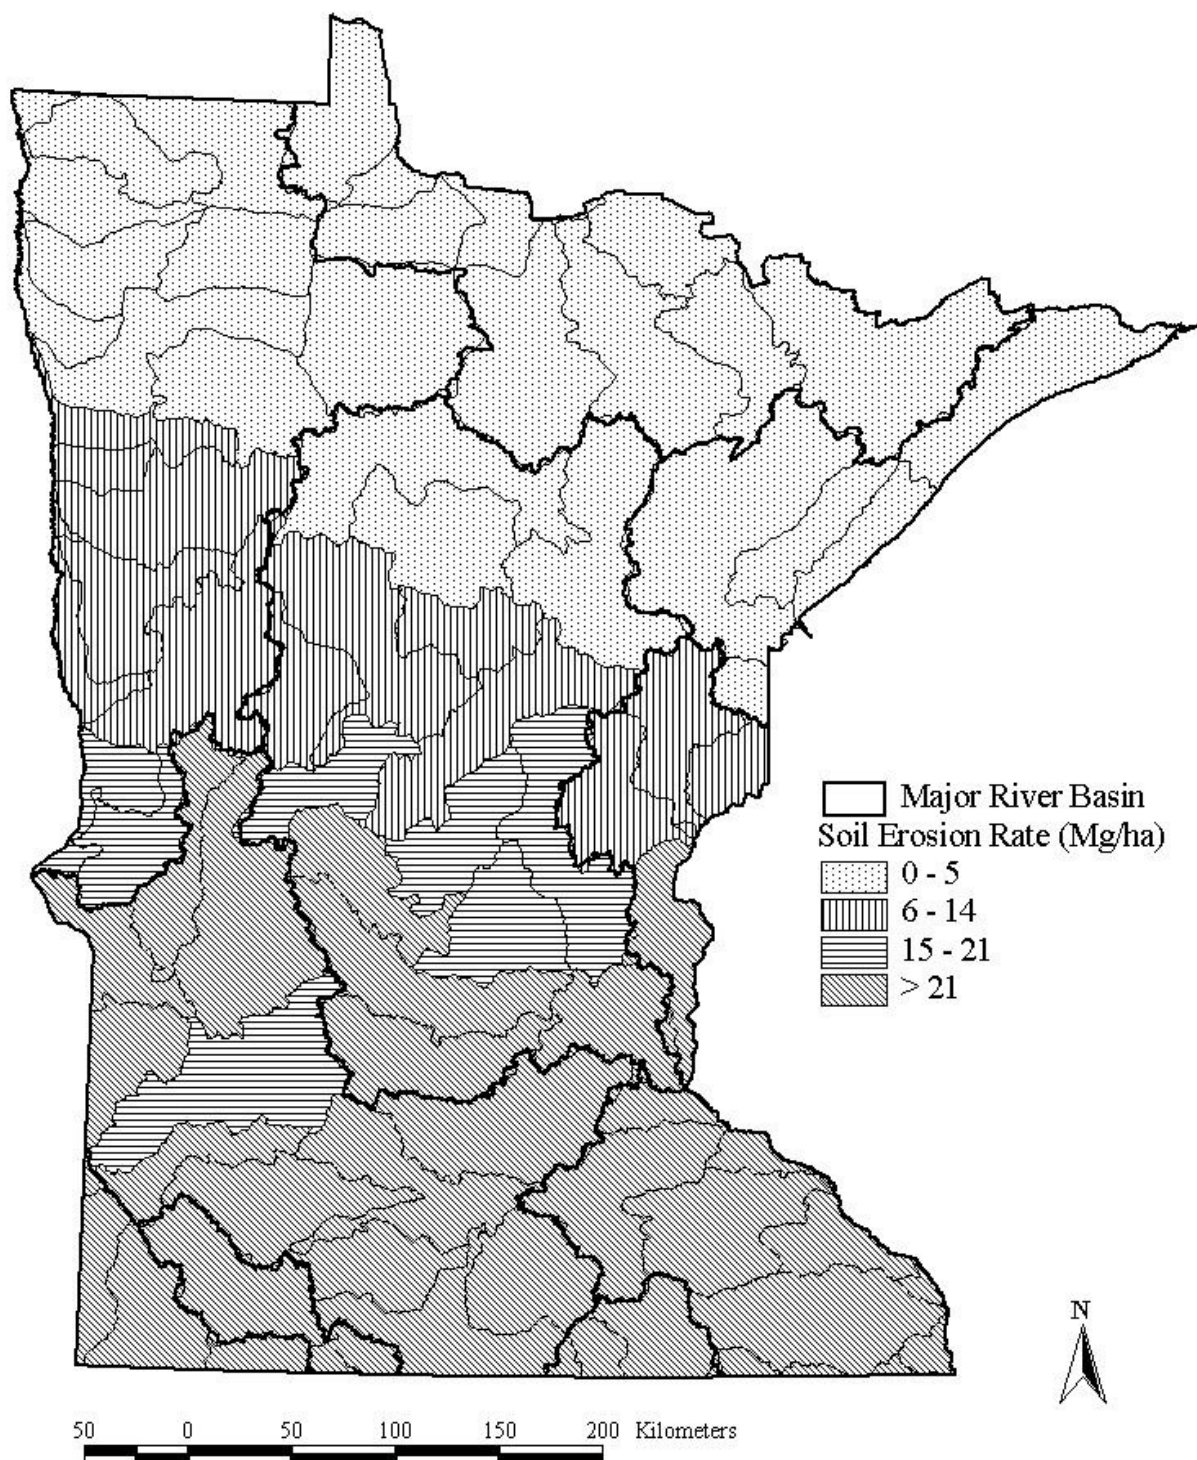 Major River Basin
Soil Erosion Rate (Mg/ha)
0 - 5
6 - 14
15 - 21
> 21
N
50 0 50 100 150 200 Kilometers